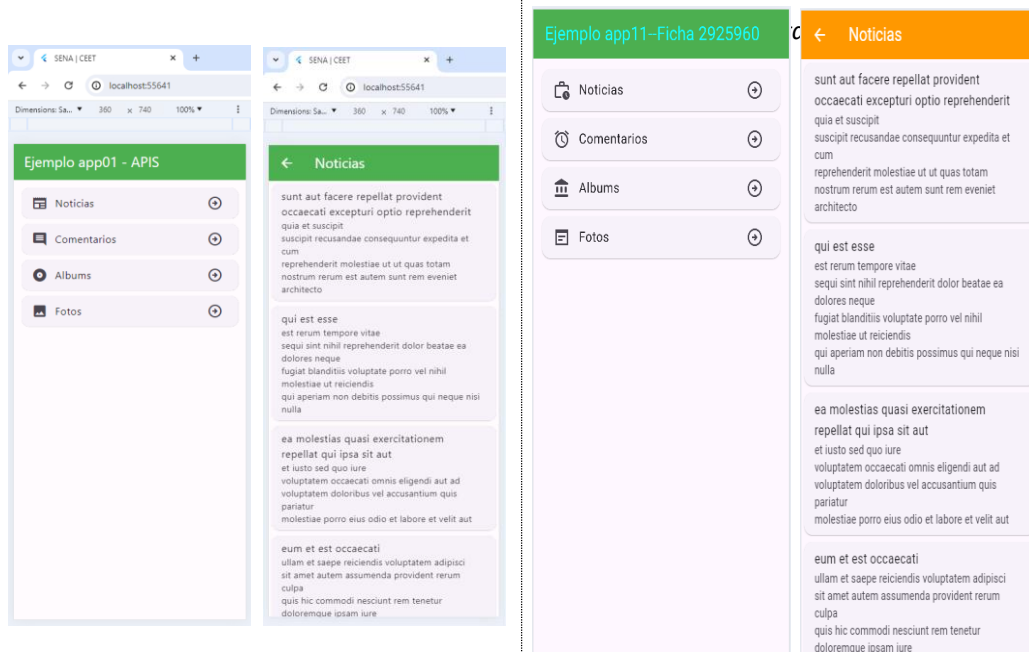 SENA | CEET
localhost:55641
Dimensions: Sa...
360 x 740
100%
Ejemplo app01 - APIS
Noticias
Comentarios
Albums
Fotos
SENA | CEET
localhost:55641
Dimensions: Sa...
360 x 740
100%
Noticias
sunt aut facere repellat provident
occaecati excepturi optio reprehenderit
quia et suscipit
suscipit recusandae consequuntur expedita et
cum
reprehenderit molestiae ut ut quas totam
nostrum rerum est autem sunt rem eveniet
architecto
qui est esse
est rerum tempore vitae
sequi sint nihil reprehenderit dolor beatae ea
dolores neque
fugiat blanditiis voluptate porro vel nihil
molestiae ut reiciendis
qui aperiam non debitis possimus qui neque nisi
nulla
ea molestias quasi exercitationem
repellat qui ipsa sit aut
et iusto sed quo iure
voluptatem occaecati omnis eligendi aut ad
voluptatem doloribus vel accusantium quis
pariatur
molestiae porro eius odio et labore et velit aut
eum et est occaecati
ullam et saepe reiciendis voluptatem adipisci
sit amet autem assumenda provident rerum
culpa
quis hic commodi nesciunt rem tenetur
doloremque ipsam iure
Ejemplo app11–Ficha 2925960
Noticias
Comentarios
Albums
Fotos
Noticias
sunt aut facere repellat provident
occaecati excepturi optio reprehenderit
quia et suscipit
suscipit recusandae consequuntur expedita et
cum
reprehenderit molestiae ut ut quas totam
nostrum rerum est autem sunt rem eveniet
architecto
qui est esse
est rerum tempore vitae
sequi sint nihil reprehenderit dolor beatae ea
dolores neque
fugiat blanditiis voluptate porro vel nihil
molestiae ut reiciendis
qui aperiam non debitis possimus qui neque nisi
nulla
ea molestias quasi exercitationem
repellat qui ipsa sit aut
et iusto sed quo iure
voluptatem occaecati omnis eligendi aut ad
voluptatem doloribus vel accusantium quis
pariatur
molestiae porro eius odio et labore et velit aut
eum et est occaecati
ullam et saepe reiciendis voluptatem adipisci
sit amet autem assumenda provident rerum
culpa
quis hic commodi nesciunt rem tenetur
doloremque ipsam iure